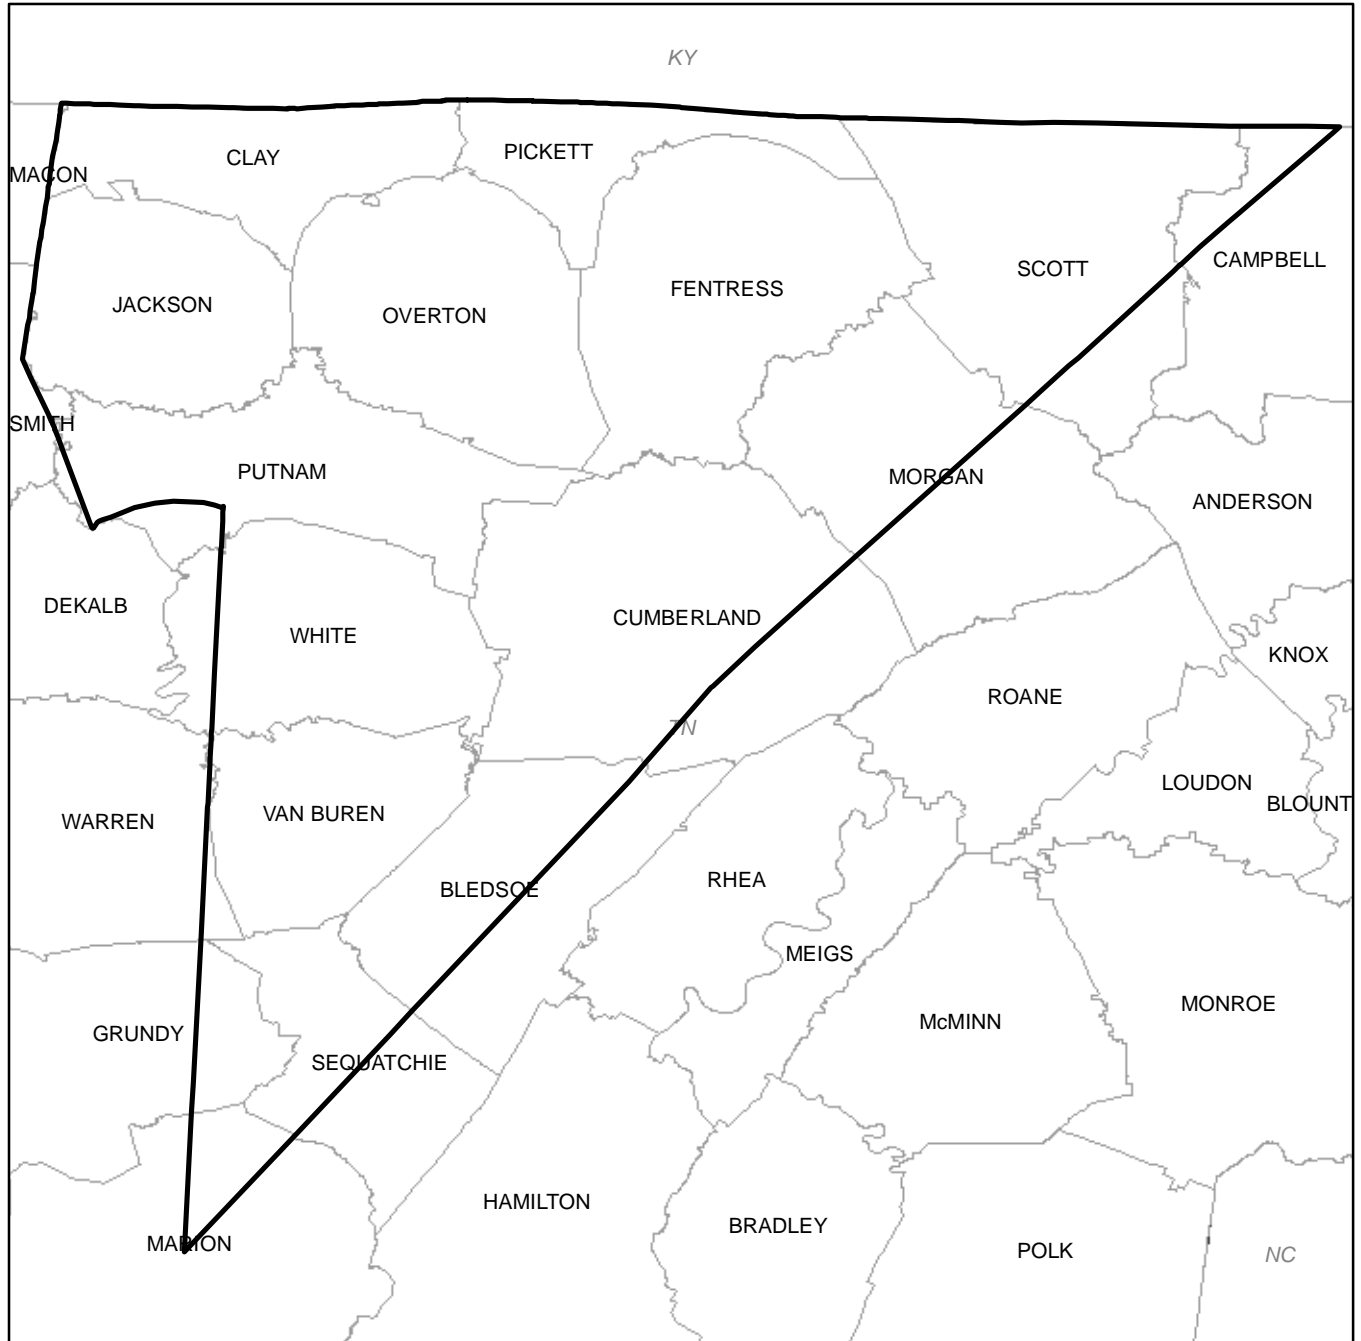 KY
CLAY
PICKETT
MACON
CAMPBELL
SCOTT
FENTRESS
JACKSON
OVERTON
SMITH
PUTNAM
MORGAN
ANDERSON
DEKALB
CUMBERLAND
WHITE
KNOX
ROANE
TN
LOUDON
BLOUNT
VAN BUREN
WARREN
RHEA
BLEDSOE
MEIGS
MONROE
McMINN
GRUNDY
SEQUATCHIE
HAMILTON
BRADLEY
MARION
POLK
NC